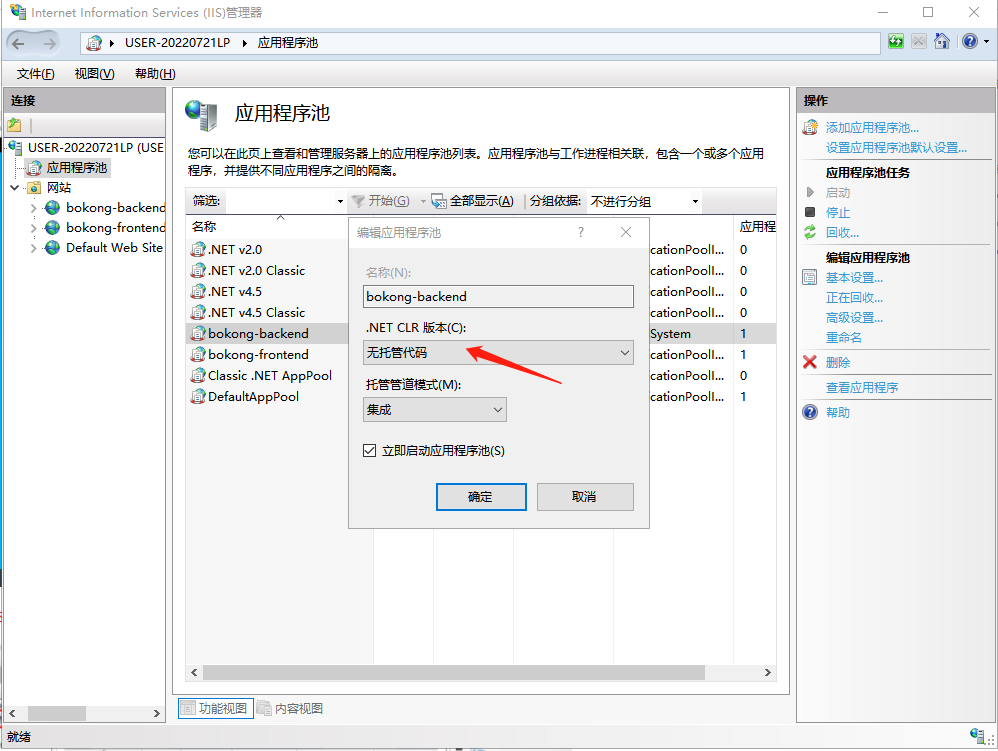 Internet Information Services (IIS)管理器
USER-20220721LP
应用程序池
文件(F) 视图(V) 帮助(H)
连接
USER-20220721LP (USE
应用程序池
网站
bokong-backend
bokong-frontend
Default Web Site
应用程序池
您可以在此页上查看和管理服务器上的应用程序池列表。应用程序池与工作进程相关联，包含一个或多个应用
程序，并提供不同应用程序之间的隔离。
筛选: 开始(G) 全部显示(A) 分组依据: 不进行分组
名称 应用程
.NET v2.0 cationPoolI... 0
.NET v2.0 Classic cationPoolI... 0
.NET v4.5 cationPoolI... 0
.NET v4.5 Classic cationPoolI... 0
bokong-backend System 1
bokong-frontend cationPoolI... 1
Classic .NET AppPool cationPoolI... 0
DefaultAppPool cationPoolI... 1
编辑应用程序池 ?
名称(N):
bokong-backend
.NET CLR 版本(C):
无托管代码
托管管道模式(M):
集成
立即启动应用程序池(S)
确定 取消
功能视图 内容视图
操作
添加应用程序池...
设置应用程序池默认设置...
应用程序池任务
启动
停止
回收...
编辑应用程序池
基本设置...
正在回收...
高级设置...
重命名
删除
查看应用程序
帮助
就绪